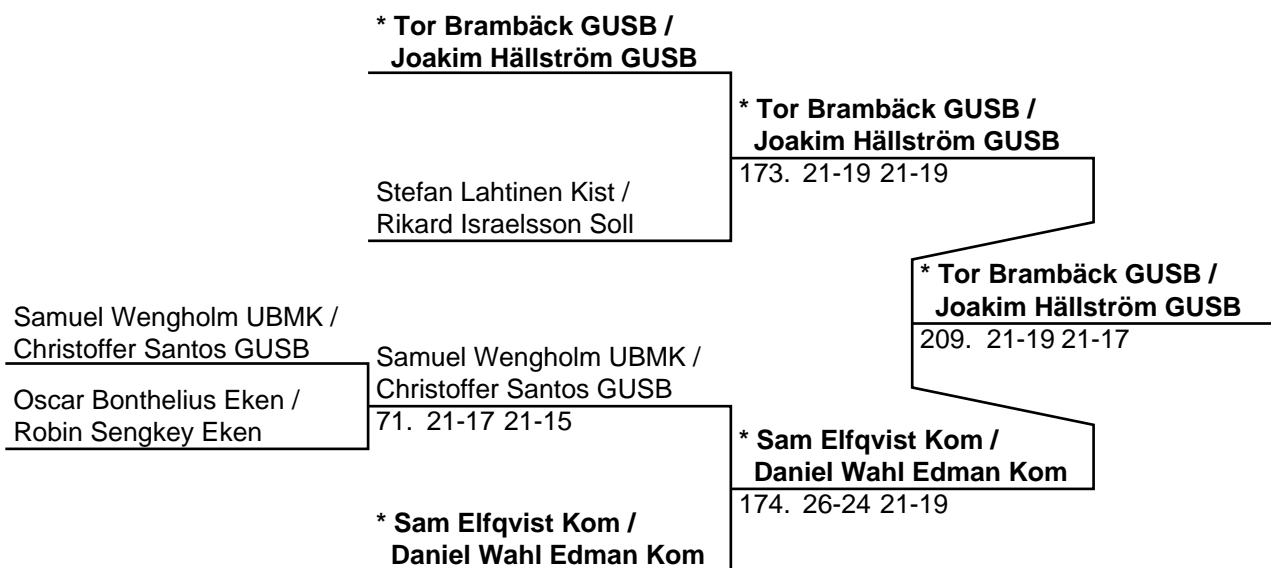 * Tor Brambäck GUSB /
Joakim Hällström GUSB
* Tor Brambäck GUSB /
Joakim Hällström GUSB
173. 21-19 21-19
Stefan Lahtinen Kist /
Rikard Israelsson Soll
* Tor Brambäck GUSB /
Joakim Hällström GUSB
209. 21-19 21-17
Samuel Wengholm UBMK /
Christoffer Santos GUSB
Samuel Wengholm UBMK /
Christoffer Santos GUSB
71. 21-17 21-15
Oscar Bonthelius Eken /
Robin Sengkey Eken
* Sam Elfqvist Kom /
Daniel Wahl Edman Kom
174. 26-24 21-19
* Sam Elfqvist Kom /
Daniel Wahl Edman Kom